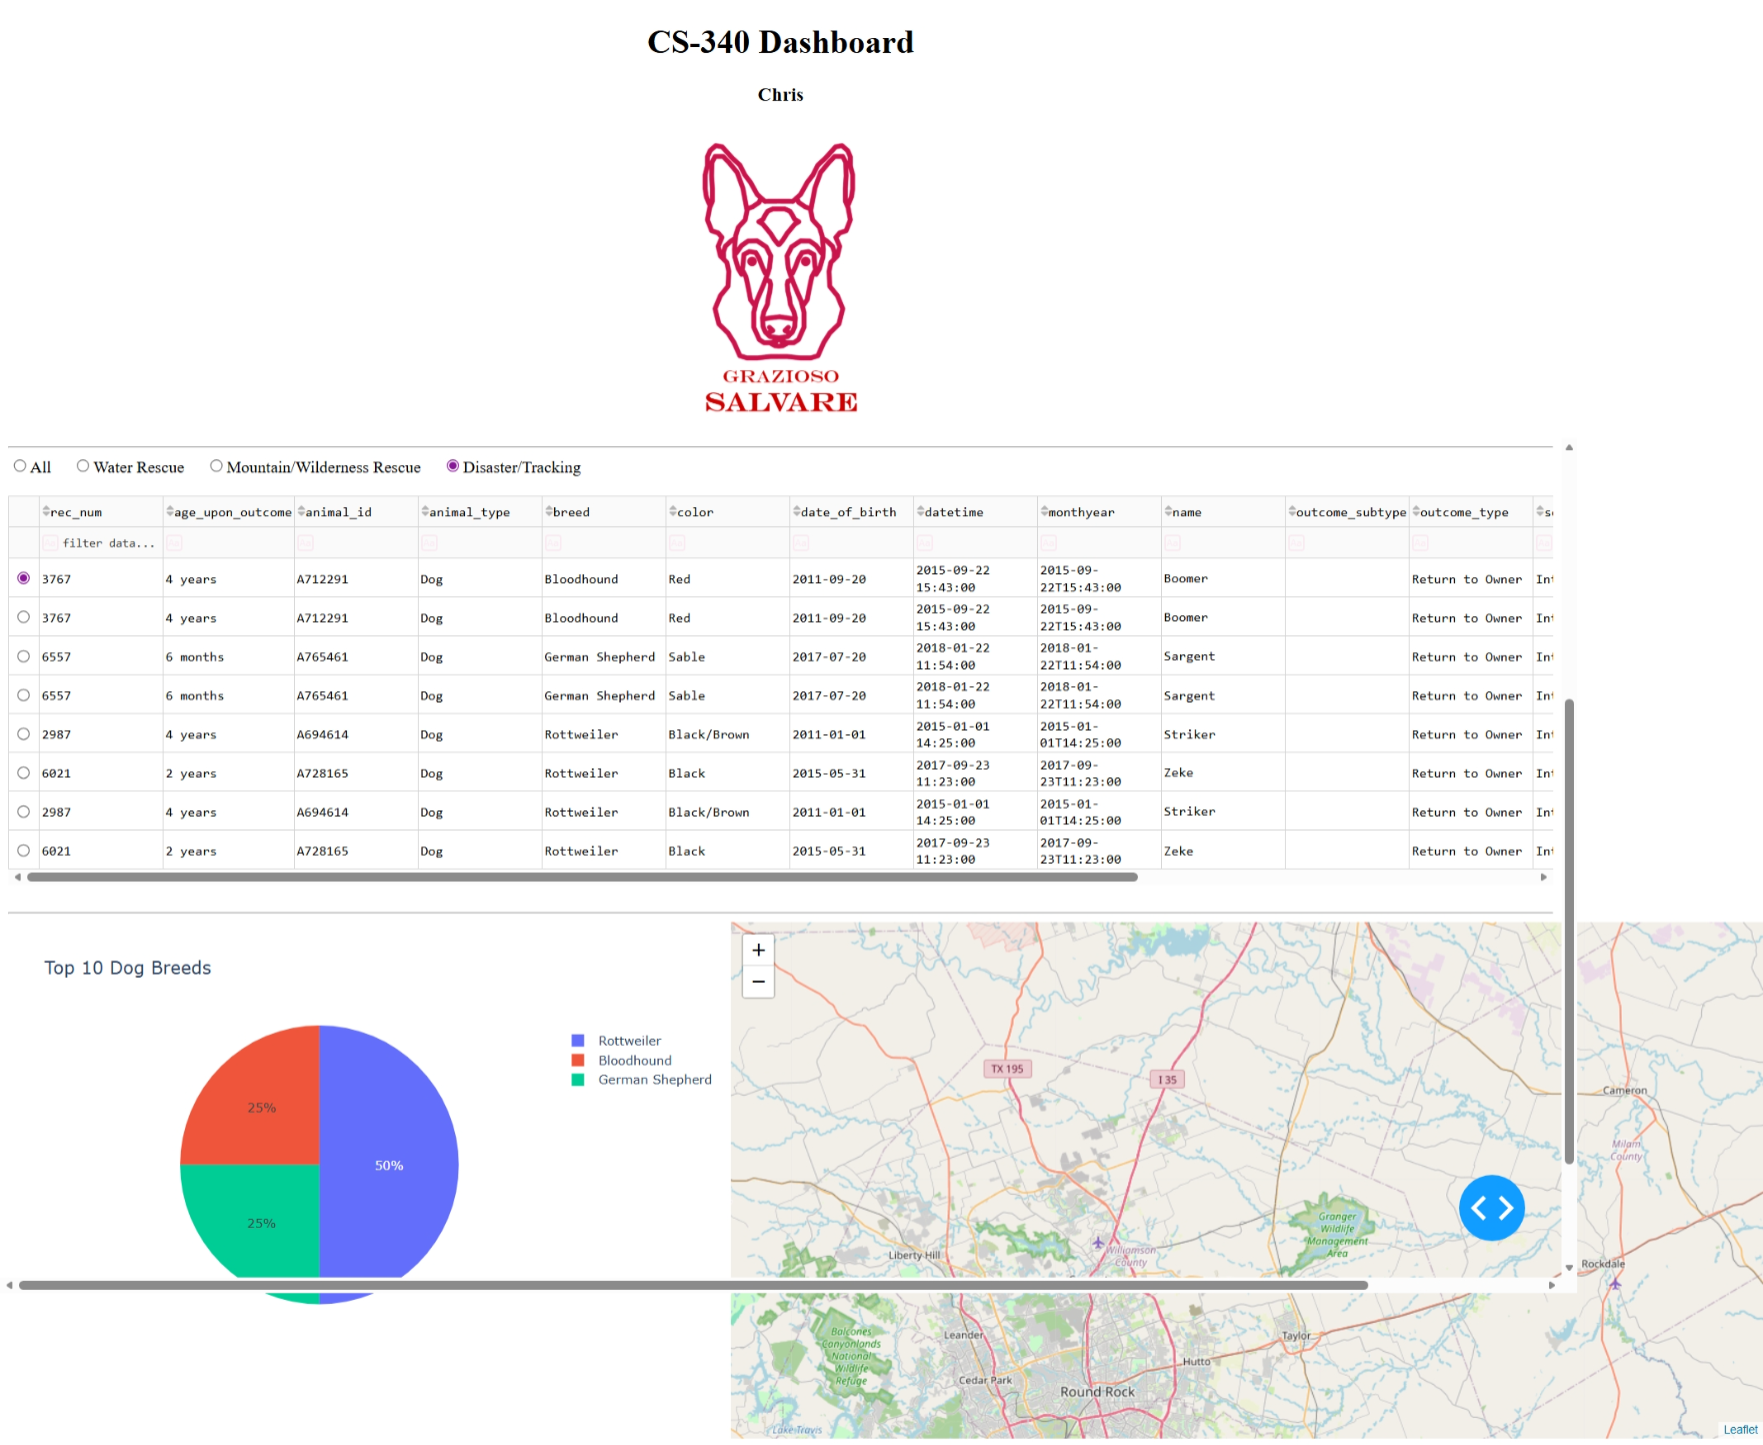 CS-340 Dashboard
Chris
GRAZIOSO
SALVARE
All Water Rescue Mountain/Wilderness Rescue Disaster/Tracking
rec_num age_upon_outcome animal_id animal_type breed color date_of_birth datetime monthyear name outcome_subtype outcome_type
filter data...
3767 4 years A712291 Dog Bloodhound Red 2011-09-20 2015-09-22 15:43:00 2015-09-22T15:43:00 Boomer Return to Owner
3767 4 years A712291 Dog Bloodhound Red 2011-09-20 2015-09-22 15:43:00 2015-09-22T15:43:00 Boomer Return to Owner
6557 6 months A765461 Dog German Shepherd Sable 2017-07-20 2018-01-22 11:54:00 2018-01-22T11:54:00 Sargent Return to Owner
6557 6 months A765461 Dog German Shepherd Sable 2017-07-20 2018-01-22 11:54:00 2018-01-22T11:54:00 Sargent Return to Owner
2987 4 years A694614 Dog Rottweiler Black/Brown 2011-01-01 2015-01-01 14:25:00 2015-01-01T14:25:00 Striker Return to Owner
6021 2 years A728165 Dog Rottweiler Black 2015-05-31 2017-09-23 11:23:00 2017-09-23T11:23:00 Zeke Return to Owner
2987 4 years A694614 Dog Rottweiler Black/Brown 2011-01-01 2015-01-01 14:25:00 2015-01-01T14:25:00 Striker Return to Owner
6021 2 years A728165 Dog Rottweiler Black 2015-05-31 2017-09-23 11:23:00 2017-09-23T11:23:00 Zeke Return to Owner
Top 10 Dog Breeds
Rottweiler
Bloodhound
German Shepherd
25%
50%
25%
+
−
TX 195
I 35
Cameron
Milam
County
Granger
Wildlife
Management
Area
Liberty Hill
Williamson
County
Rockdale
Balcones
Canyonlands
National
Wildlife
Refuge
Leander
Taylor
Hutto
Cedar Park
Round Rock
Lake Travis
Leaflet